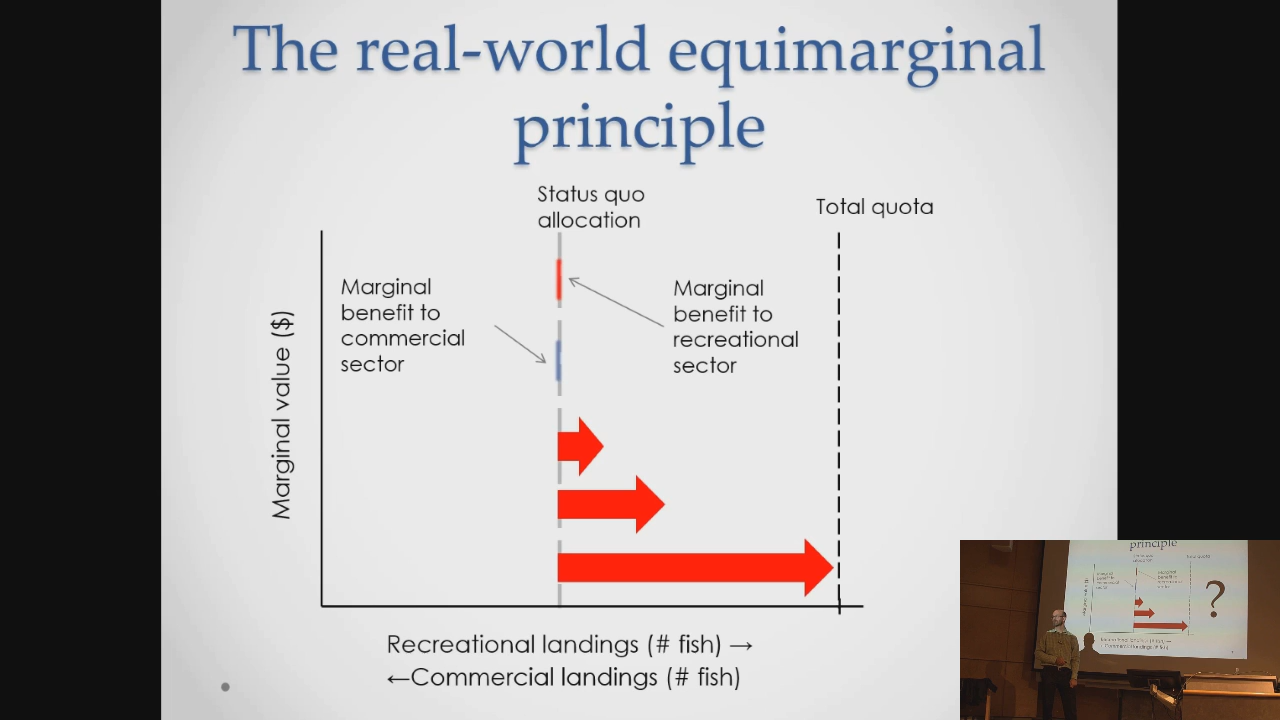 The real-world equimarginal
principle
Status quo
allocation
Total quota
Marginal
benefit to
commercial
sector
Marginal
benefit to
recreational
sector
Marginal value ($)
Recreational landings (# fish) →
←Commercial landings (# fish)
principle
?